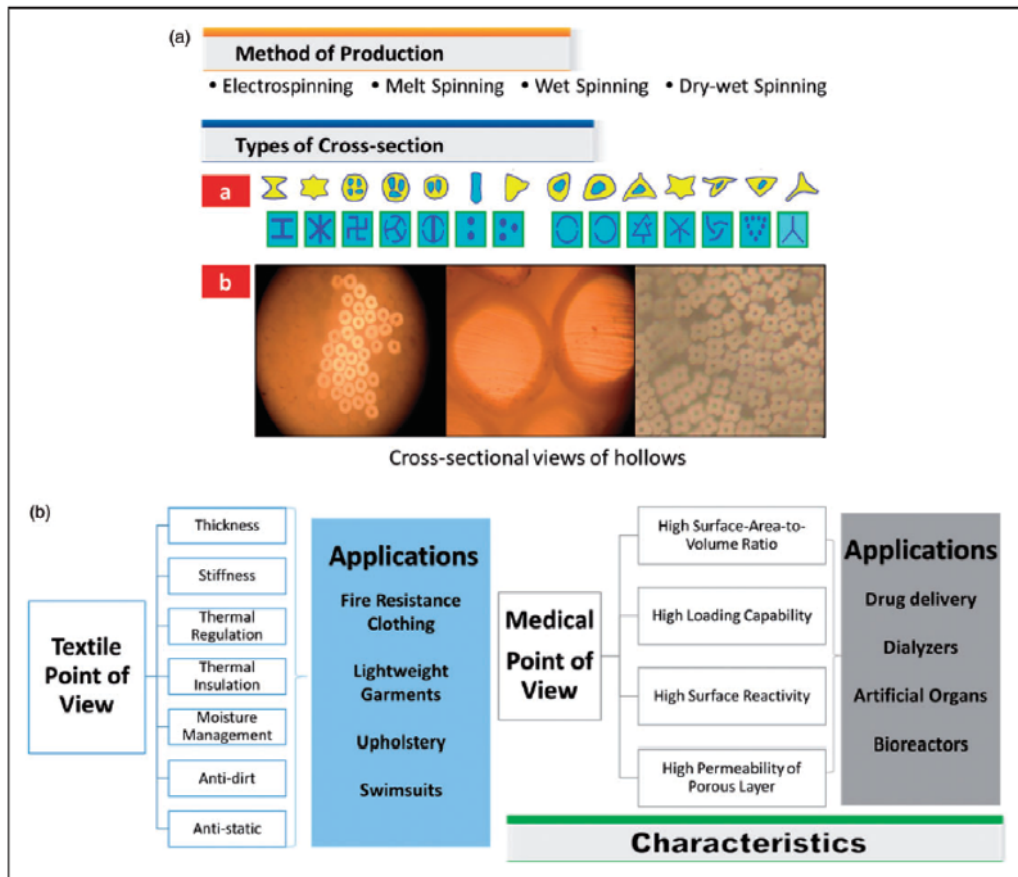 (a)
Method of Production
• Electrospinning • Melt Spinning • Wet Spinning • Dry-wet Spinning
Types of Cross-section
a
b
Cross-sectional views of hollows
(b)
Textile
Point of
View
Thickness
Stiffness
Thermal
Regulation
Thermal
Insulation
Moisture
Management
Anti-dirt
Anti-static
Applications
Fire Resistance
Clothing
Lightweight
Garments
Upholstery
Swimsuits
Medical
Point of
View
High Surface-Area-to-
Volume Ratio
High Loading Capability
High Surface Reactivity
High Permeability of
Porous Layer
Applications
Drug delivery
Dialyzers
Artificial Organs
Bioreactors
Characteristics